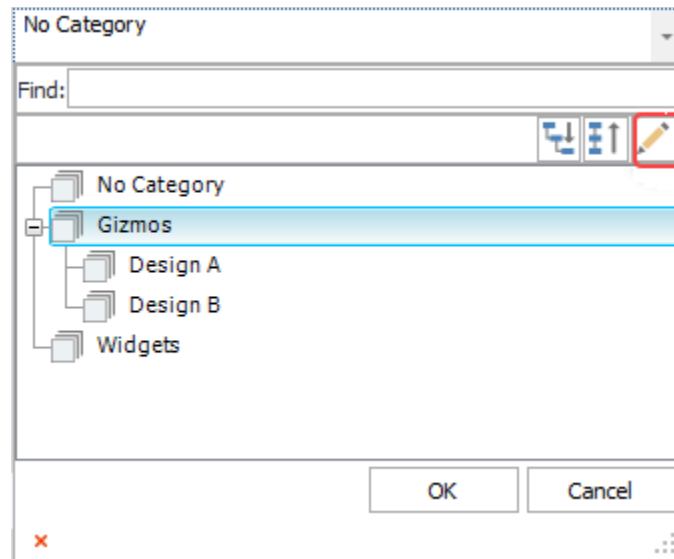 No Category
Find:
No Category
Gizmos
Design A
Design B
Widgets
OK Cancel